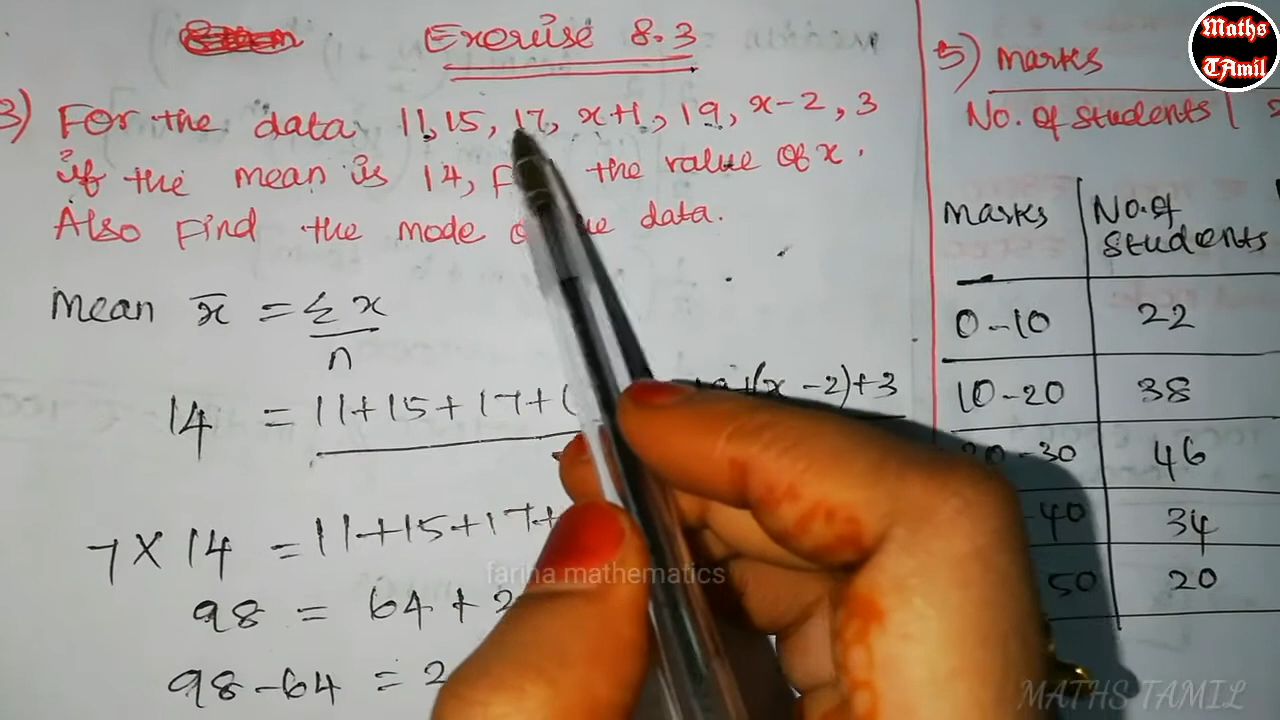 Exercise 8.3
3) For the data 11, 15, 17, x+1, 19, x-2, 3
if the mean is 14, the value of x.
Also Find the mode data.
Mean x̄ = Σx
n
14 = 11+15+17+( (x-2)+3
7 × 14 = 11+15+17+
98 = 64 + 2
98-64 = 2
5) Marks
No. of students
Marks No. of
students
0-10 22
10-20 38
-30 46
-40 34
50 20
Maths
TAmil
fariha mathematics
MATHS TAMIL